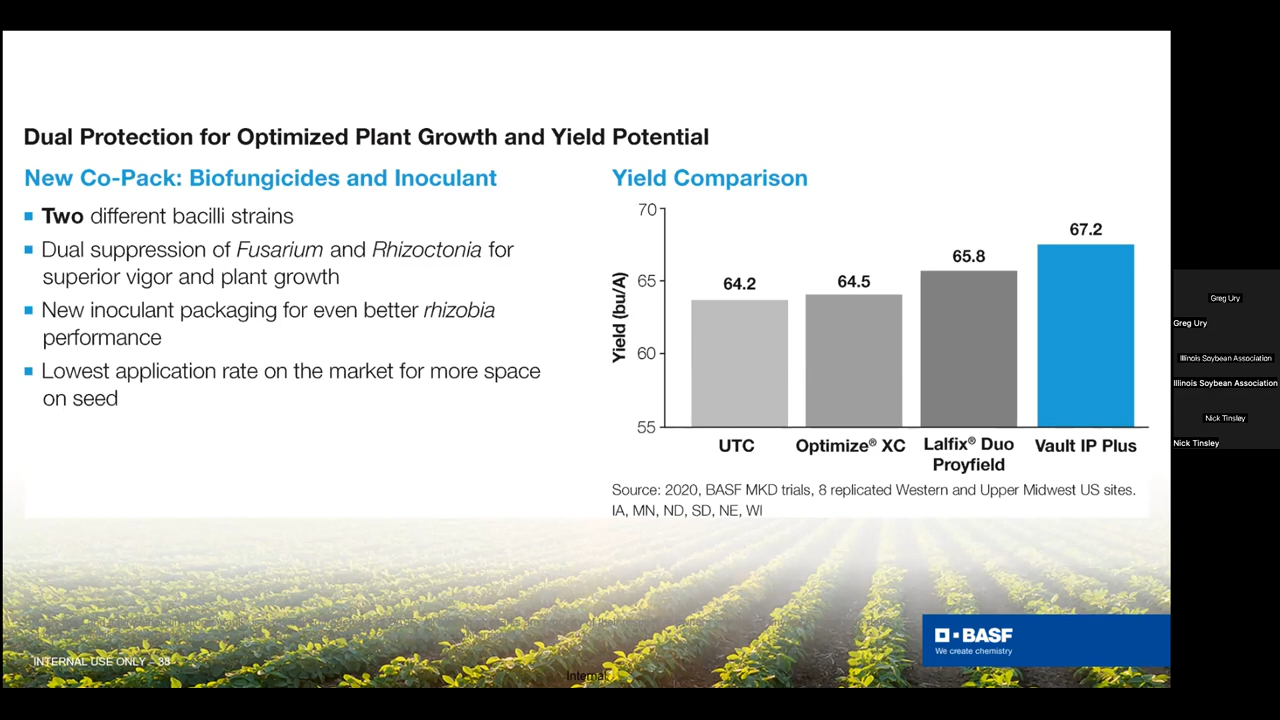 Dual Protection for Optimized Plant Growth and Yield Potential
New Co-Pack: Biofungicides and Inoculant
Two different bacilli strains
Dual suppression of Fusarium and Rhizoctonia for
superior vigor and plant growth
New inoculant packaging for even better rhizobia
performance
Lowest application rate on the market for more space
on seed
Yield Comparison
Yield (bu/A)
70
65
60
55
64.2
64.5
65.8
67.2
UTC
Optimize® XC
Lalfix® Duo
Proyfield
Vault IP Plus
Source: 2020, BASF MKD trials, 8 replicated Western and Upper Midwest US sites.
IA, MN, ND, SD, NE, WI
BASF
We create chemistry
INTERNAL USE ONLY - 38
Internal
Greg Ury
Greg Ury
Illinois Soybean Association
Illinois Soybean Association
Nick Tinsley
Nick Tinsley